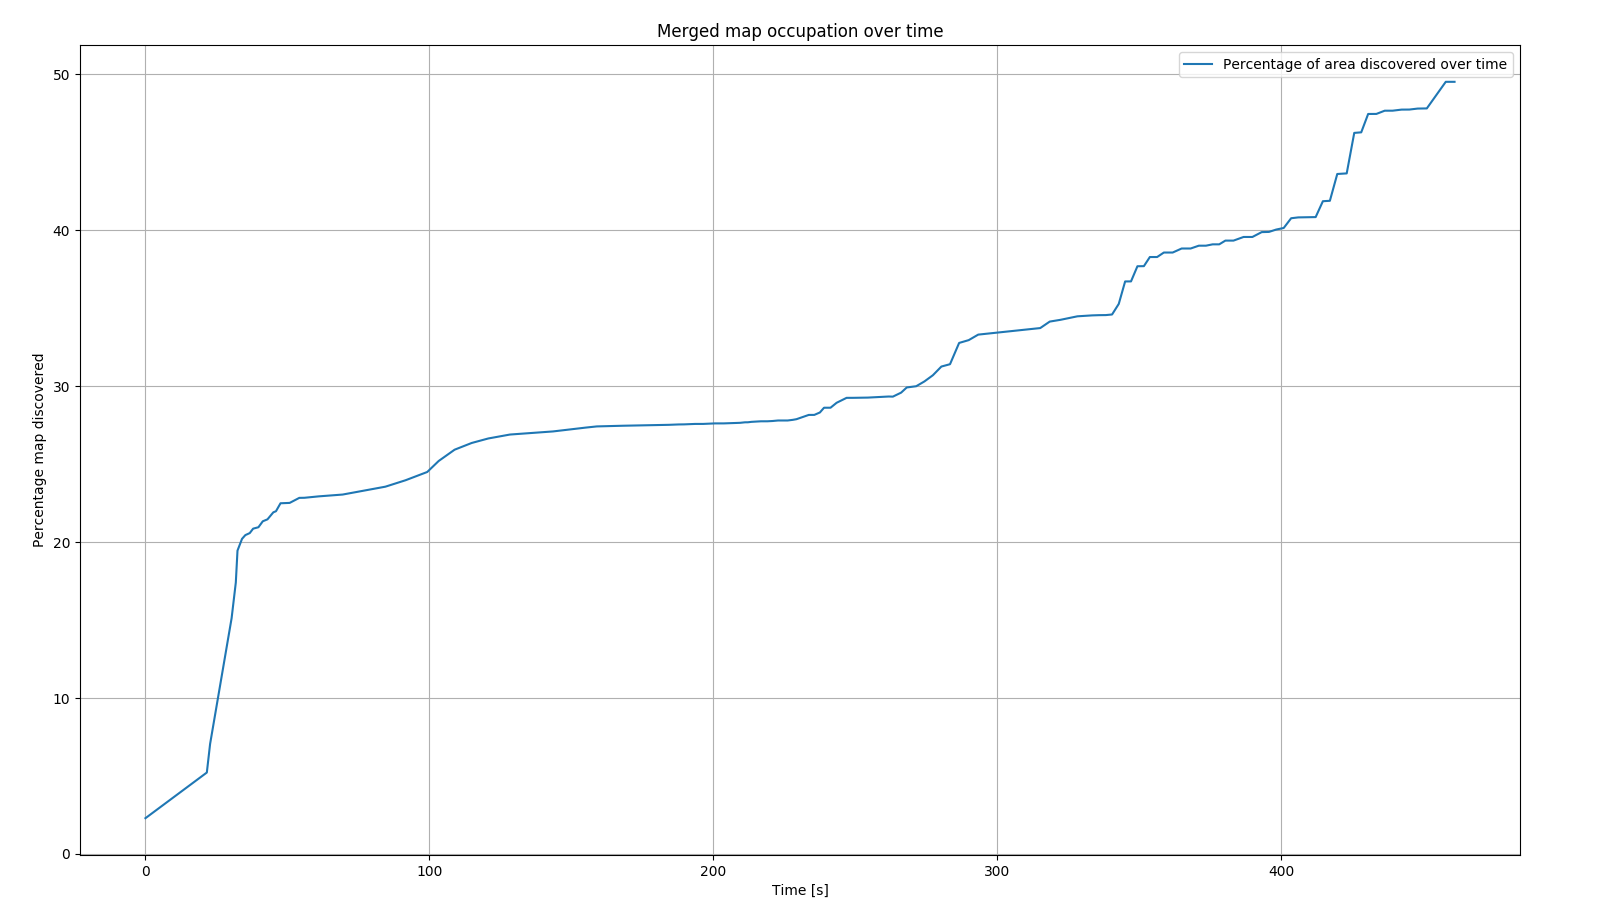 Merged map occupation over time
Percentage of area discovered over time
Percentage map discovered
50
40
30
20
10
0
0 100 200 300 400
Time [s]